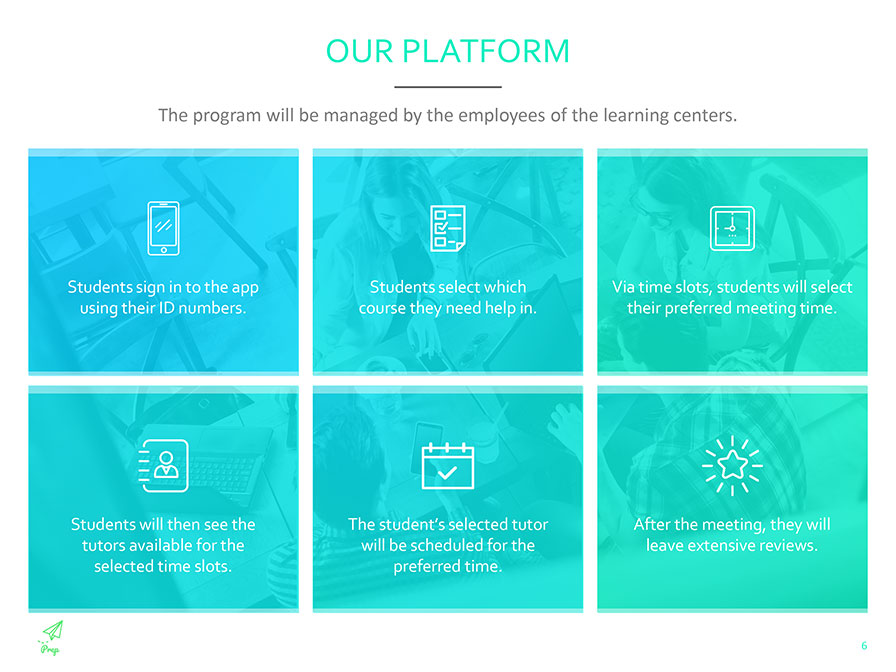 OUR PLATFORM
The program will be managed by the employees of the learning centers.
Students sign in to the app
using their ID numbers.
Students select which
course they need help in.
Via time slots, students will select
their preferred meeting time.
Students will then see the
tutors available for the
selected time slots.
The student’s selected tutor
will be scheduled for the
preferred time.
After the meeting, they will
leave extensive reviews.
Prep
6